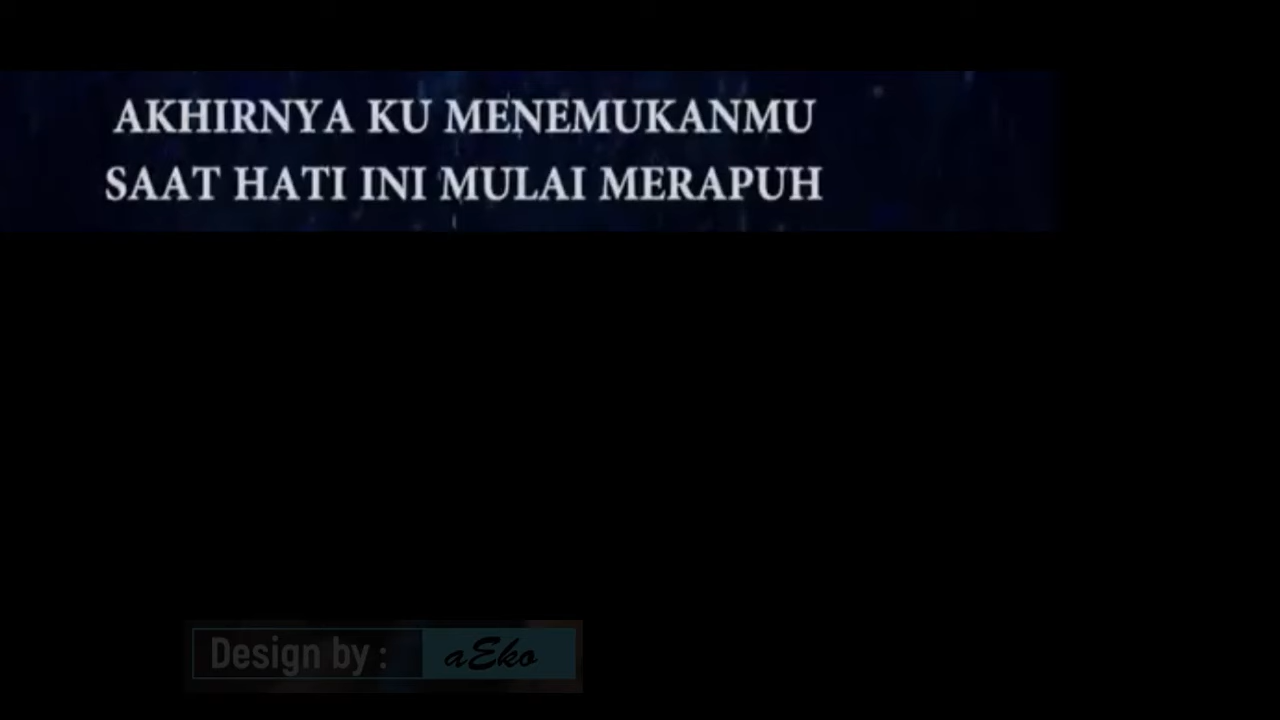 AKHIRNYA KU MENEMUKANMU
SAAT HATI INI MULAI MERAPUH
Design by : aEko